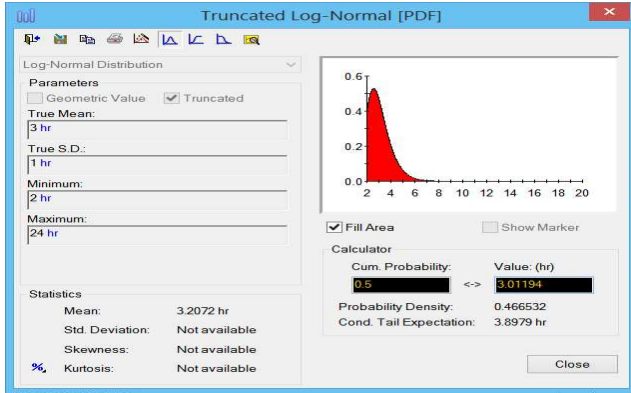 Truncated Log-Normal [PDF]
Log-Normal Distribution
Parameters
Geometric Value Truncated
True Mean:
3 hr
True S.D.:
1 hr
Minimum:
2 hr
Maximum:
24 hr
Statistics
Mean: 3.2072 hr
Std. Deviation: Not available
Skewness: Not available
%, Kurtosis: Not available
0.6
0.4
0.2
0.0
2 4 6 8 10 12 14 16 18 20
Fill Area Show Marker
Calculator
Cum. Probability: Value: (hr)
0.5 <-> 3.01194
Probability Density: 0.466532
Cond. Tail Expectation: 3.8979 hr
Close